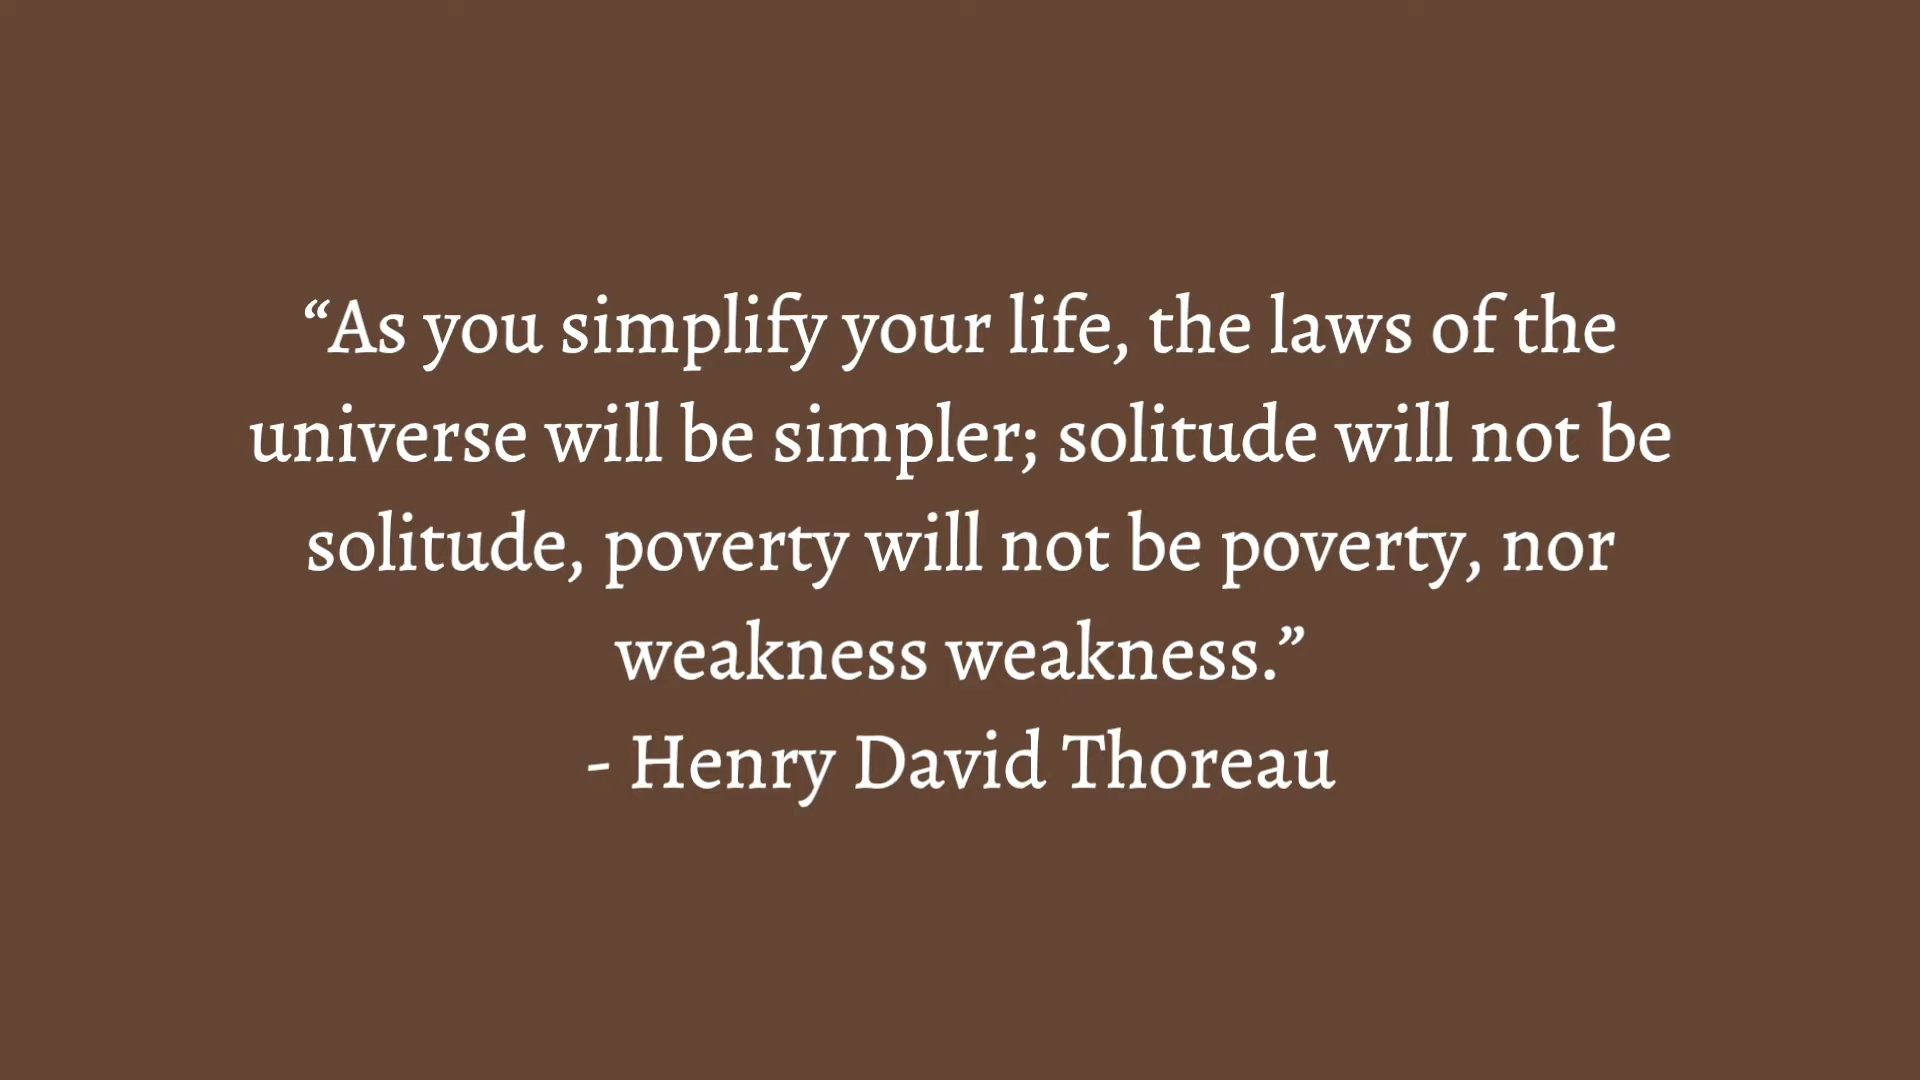 “As you simplify your life, the laws of the
universe will be simpler; solitude will not be
solitude, poverty will not be poverty, nor
weakness weakness.”
- Henry David Thoreau